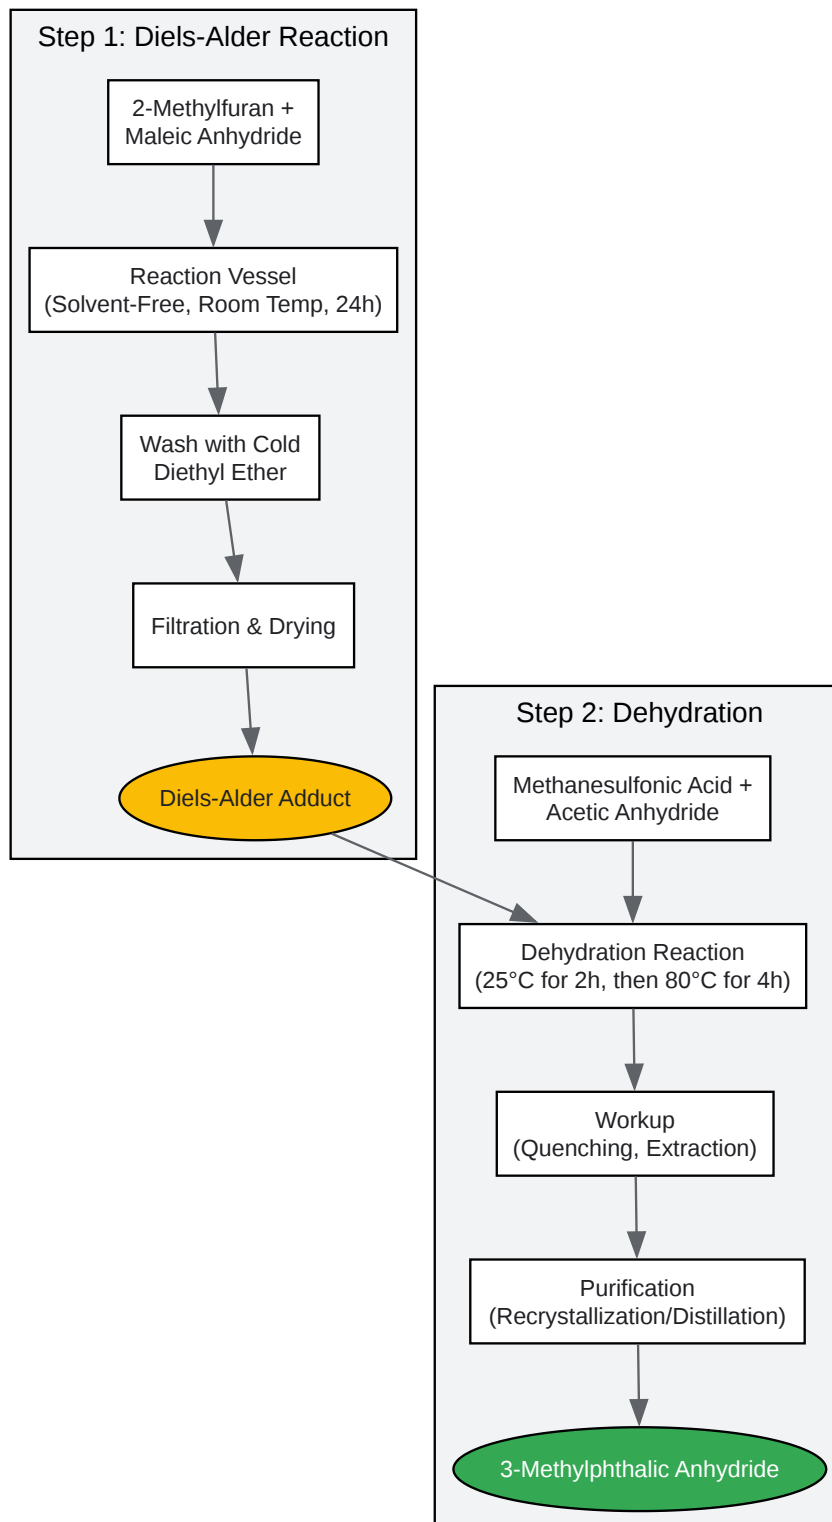 Step 1: Diels-Alder Reaction
2-Methylfuran +
Maleic Anhydride
Reaction Vessel
(Solvent-Free, Room Temp, 24h)
Wash with Cold
Diethyl Ether
Filtration & Drying
Diels-Alder Adduct
Step 2: Dehydration
Methanesulfonic Acid +
Acetic Anhydride
Dehydration Reaction
(25°C for 2h, then 80°C for 4h)
Workup
(Quenching, Extraction)
Purification
(Recrystallization/Distillation)
3-Methylphthalic Anhydride